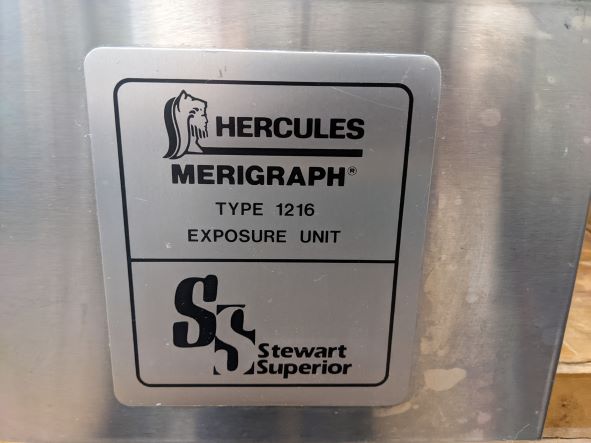 HERCULES
MERIGRAPH®
TYPE 1216
EXPOSURE UNIT
SS
Stewart
Superior